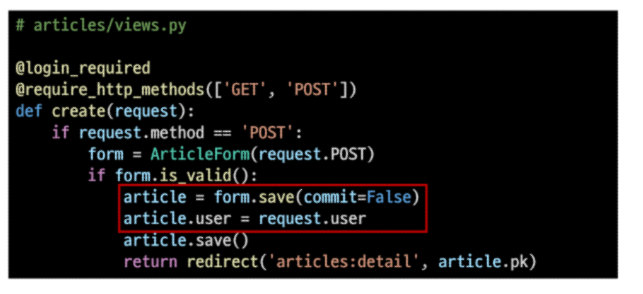 # articles/views.py
@login_required
@require_http_methods(['GET', 'POST'])
def create(request):
    if request.method == 'POST':
        form = ArticleForm(request.POST)
        if form.is_valid():
            article = form.save(commit=False)
            article.user = request.user
            article.save()
            return redirect('articles:detail', article.pk)